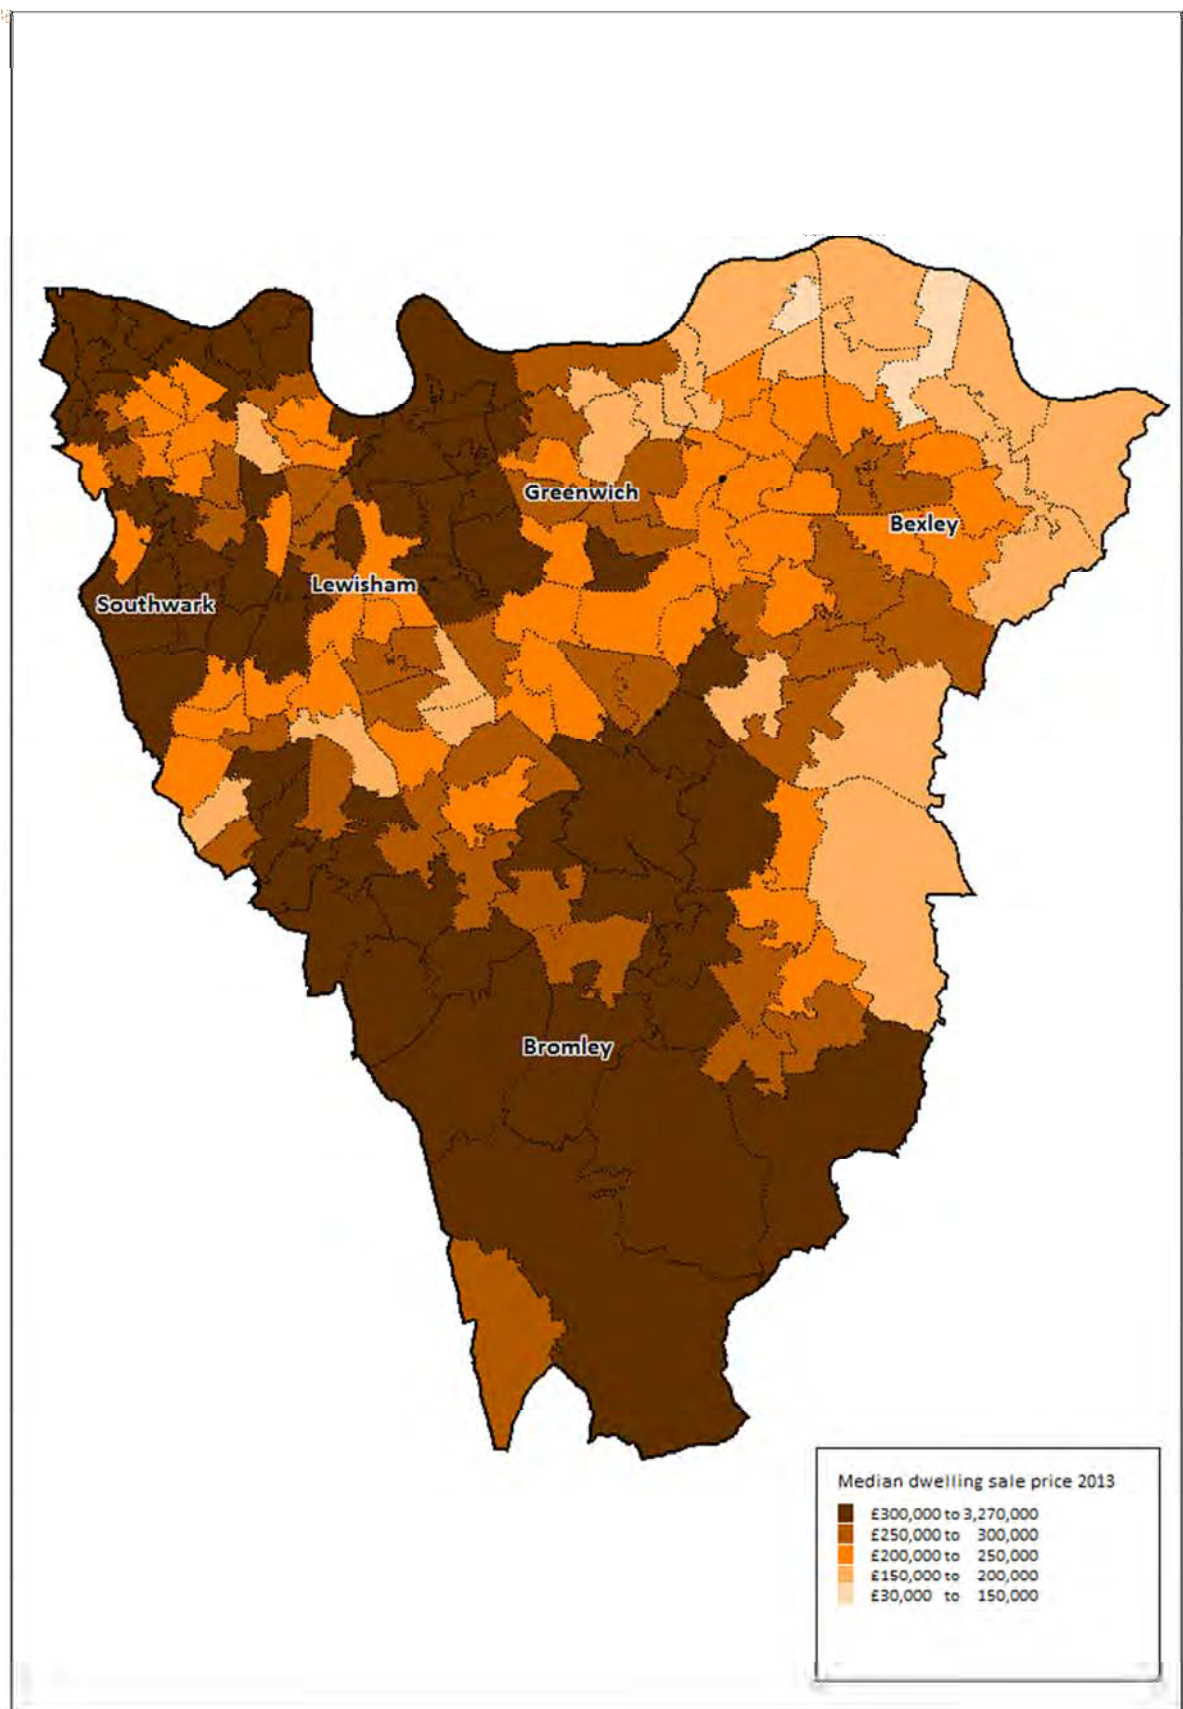 Greenwich
Bexley
Lewisham
Southwark
Bromley
Median dwelling sale price 2013
£300,000 to 3,270,000
£250,000 to 300,000
£200,000 to 250,000
£150,000 to 200,000
£30,000 to 150,000